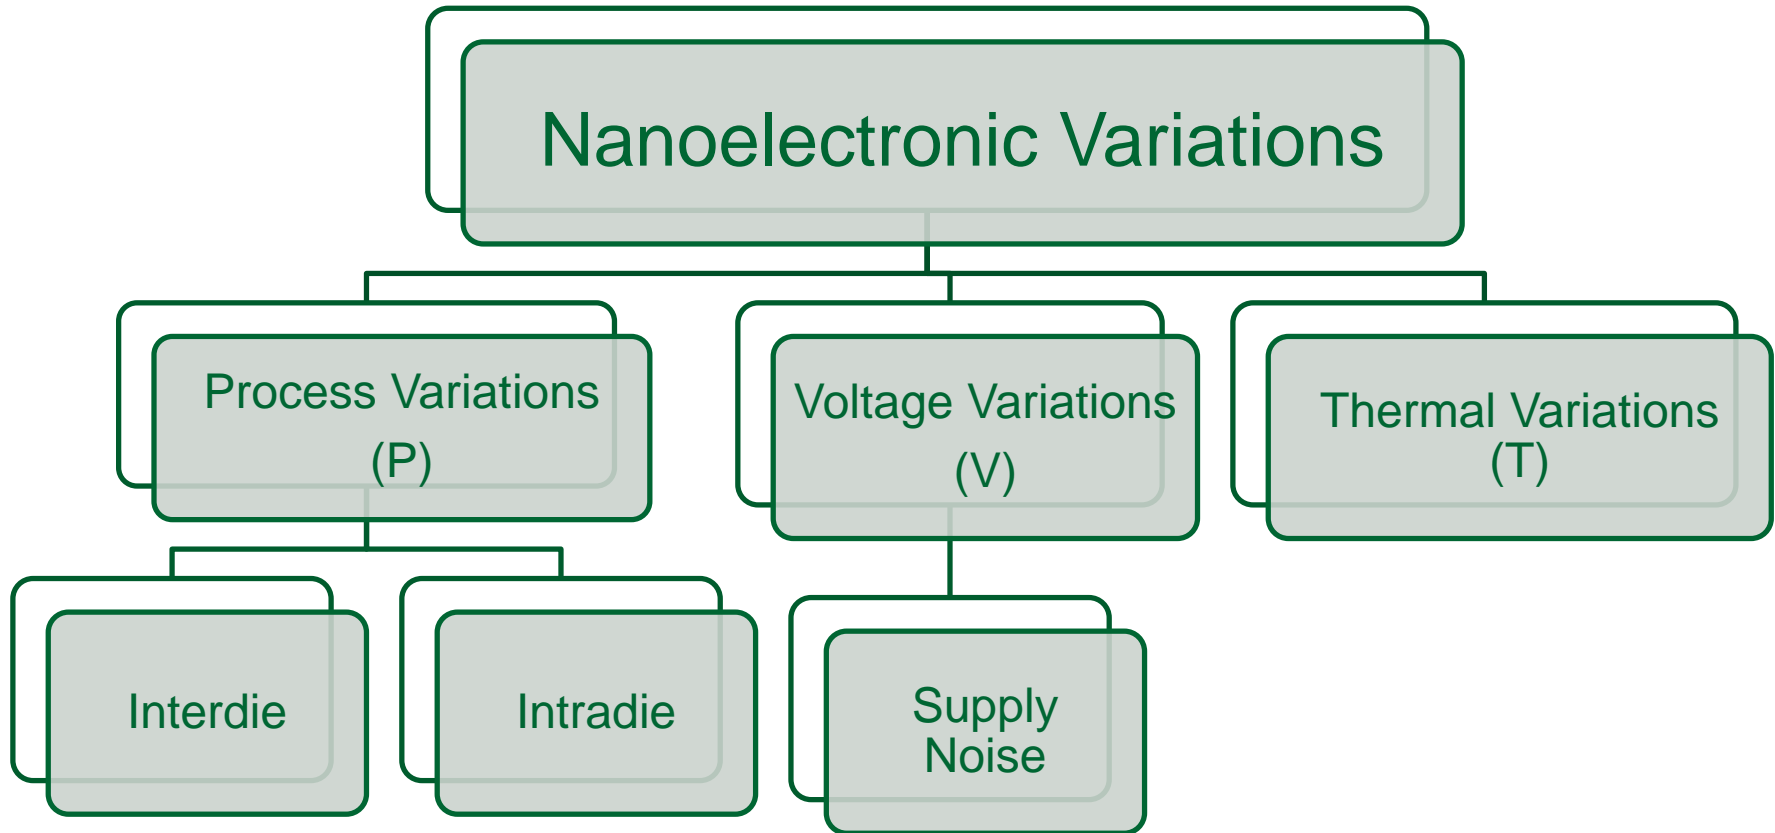 Nanoelectronic Variations
Process Variations
(P)
Voltage Variations
(V)
Thermal Variations
(T)
Interdie
Intradie
Supply
Noise